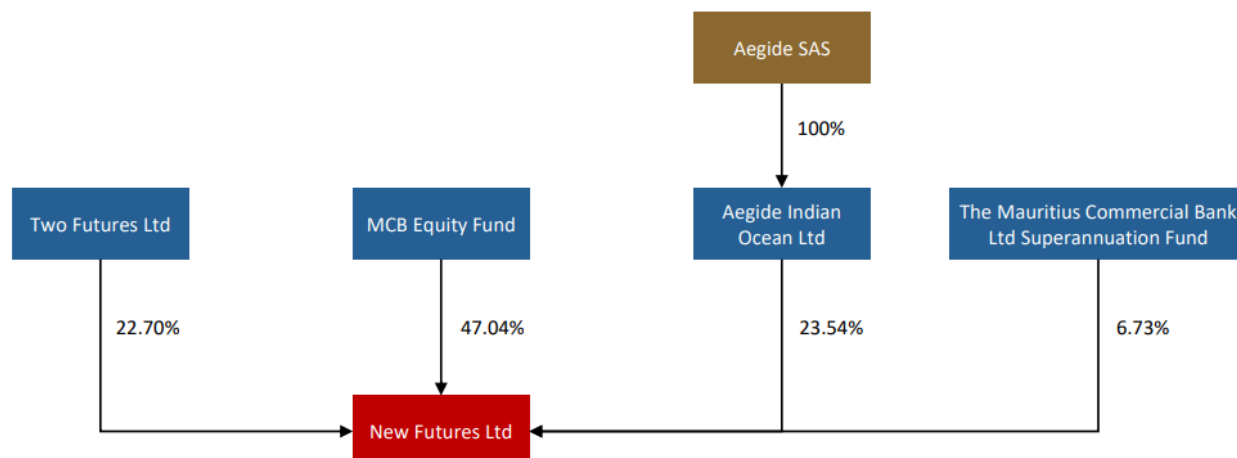 Aegide SAS
100%
Two Futures Ltd
MCB Equity Fund
Aegide Indian
Ocean Ltd
The Mauritius Commercial Bank
Ltd Superannuation Fund
22.70%
47.04%
23.54%
6.73%
New Futures Ltd